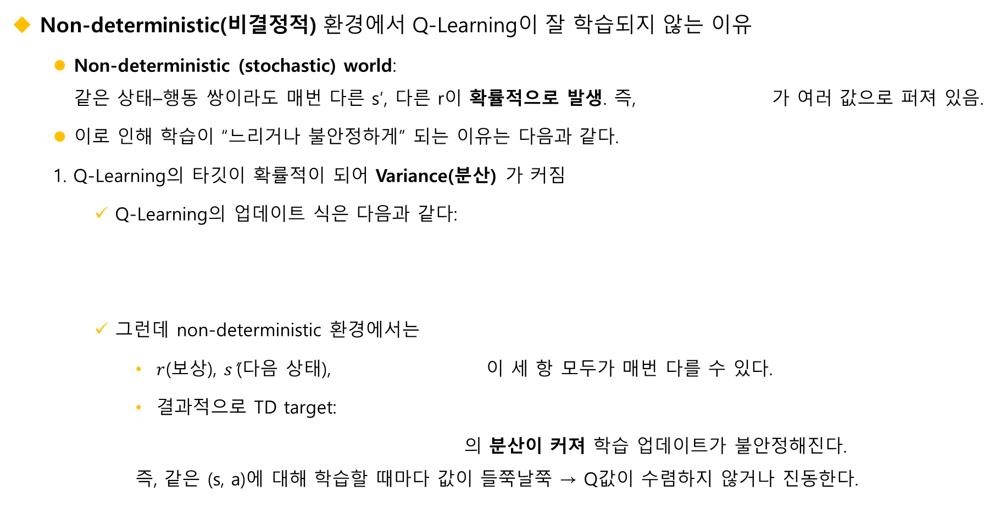 Non-deterministic(비결정적) 환경에서 Q-Learning이 잘 학습되지 않는 이유
Non-deterministic (stochastic) world:
같은 상태–행동 쌍이라도 매번 다른 s', 다른 r이 확률적으로 발생. 즉, 가 여러 값으로 퍼져 있음.
이로 인해 학습이 “느리거나 불안정하게” 되는 이유는 다음과 같다.
1. Q-Learning의 타깃이 확률적이 되어 Variance(분산) 가 커짐
✓ Q-Learning의 업데이트 식은 다음과 같다:
✓ 그런데 non-deterministic 환경에서는
• r(보상), s′(다음 상태), 이 세 항 모두가 매번 다를 수 있다.
• 결과적으로 TD target:
의 분산이 커져 학습 업데이트가 불안정해진다.
즉, 같은 (s, a)에 대해 학습할 때마다 값이 들쭉날쭉 → Q값이 수렴하지 않거나 진동한다.